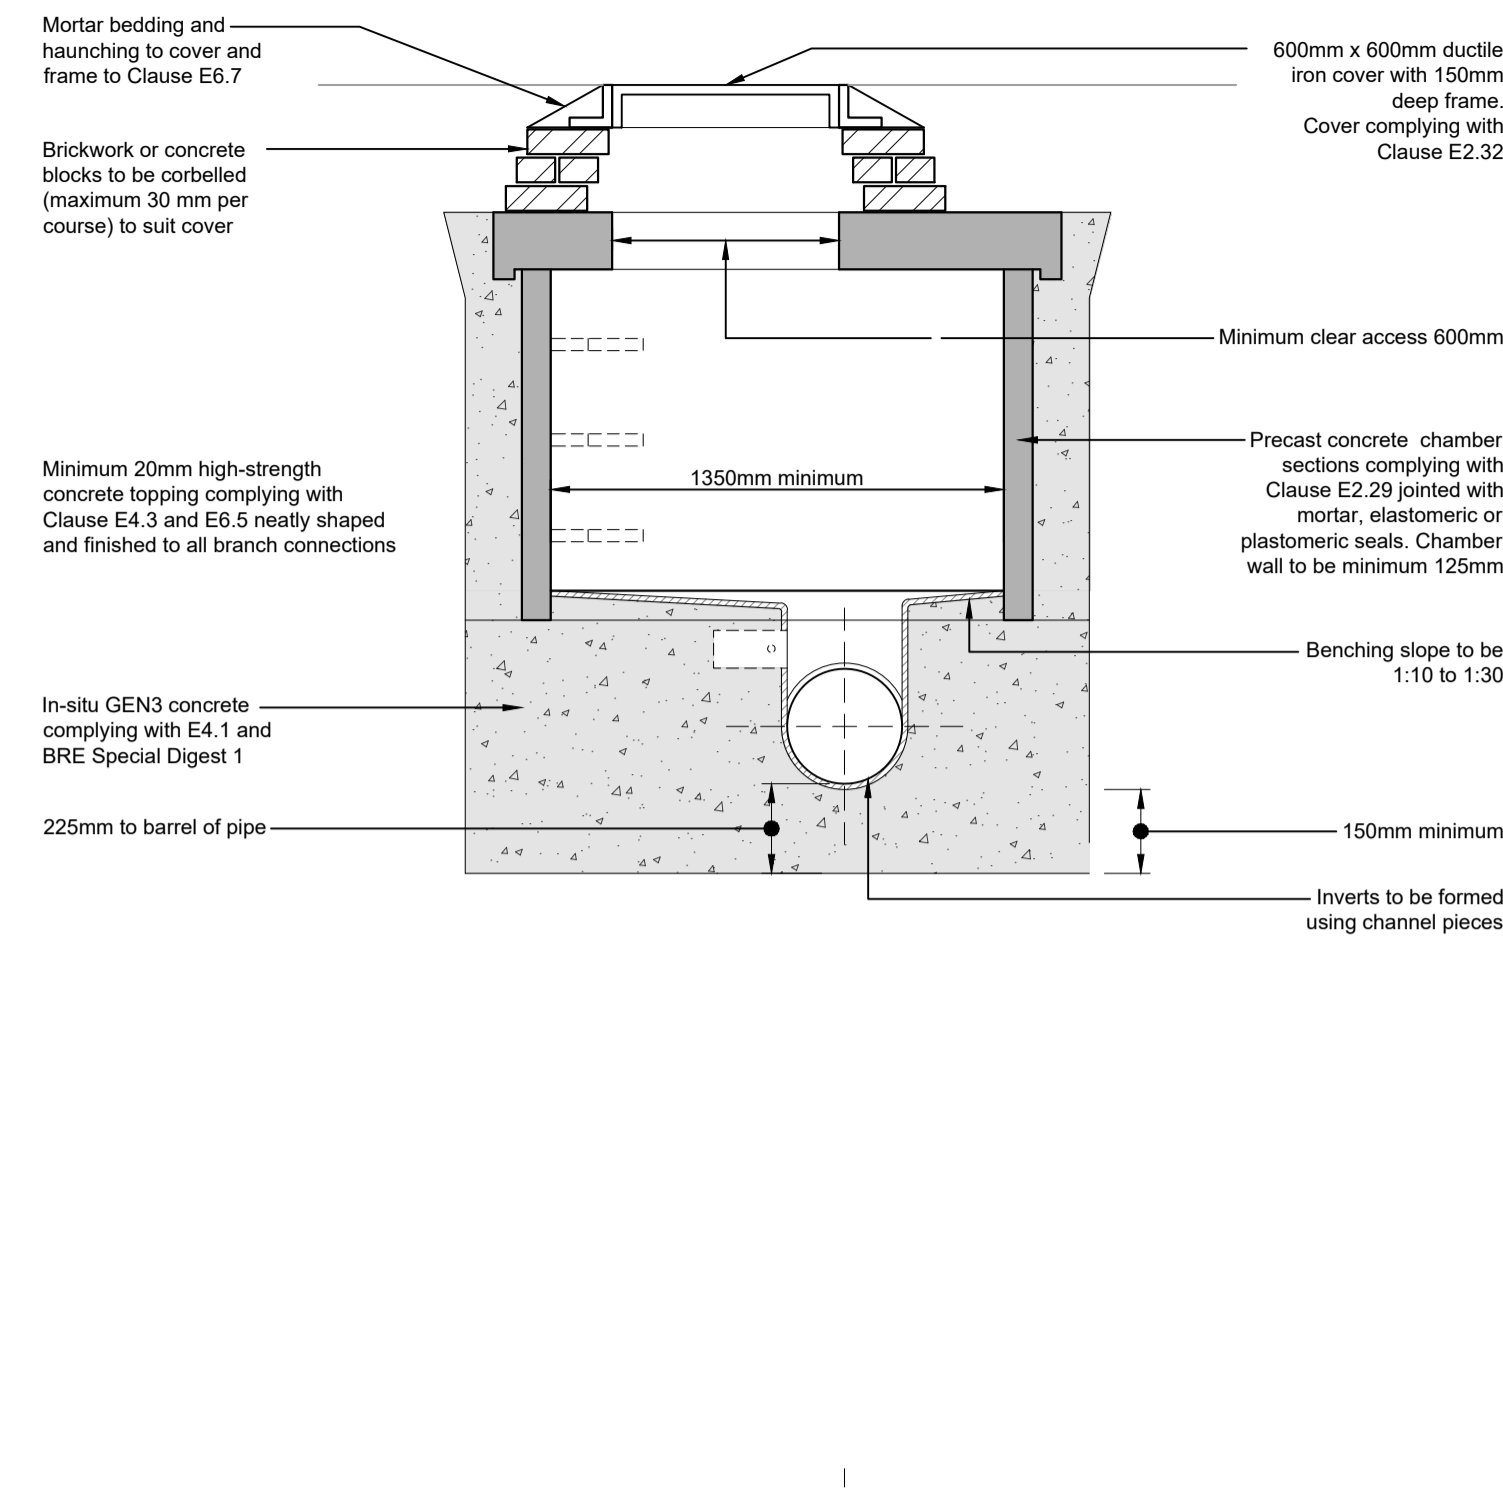 Mortar bedding and
haunching to cover and
frame to Clause E6.7
600mm x 600mm ductile
iron cover with 150mm
deep frame.
Cover complying with
Clause E2.32
Brickwork or concrete
blocks to be corbelled
(maximum 30 mm per
course) to suit cover
Minimum clear access 600mm
Precast concrete chamber
sections complying with
Clause E2.29 jointed with
mortar, elastomeric or
plastomeric seals. Chamber
wall to be minimum 125mm
Minimum 20mm high-strength
concrete topping complying with
Clause E4.3 and E6.5 neatly shaped
and finished to all branch connections
1350mm minimum
Benching slope to be
1:10 to 1:30
In-situ GEN3 concrete
complying with E4.1 and
BRE Special Digest 1
225mm to barrel of pipe
150mm minimum
Inverts to be formed
using channel pieces